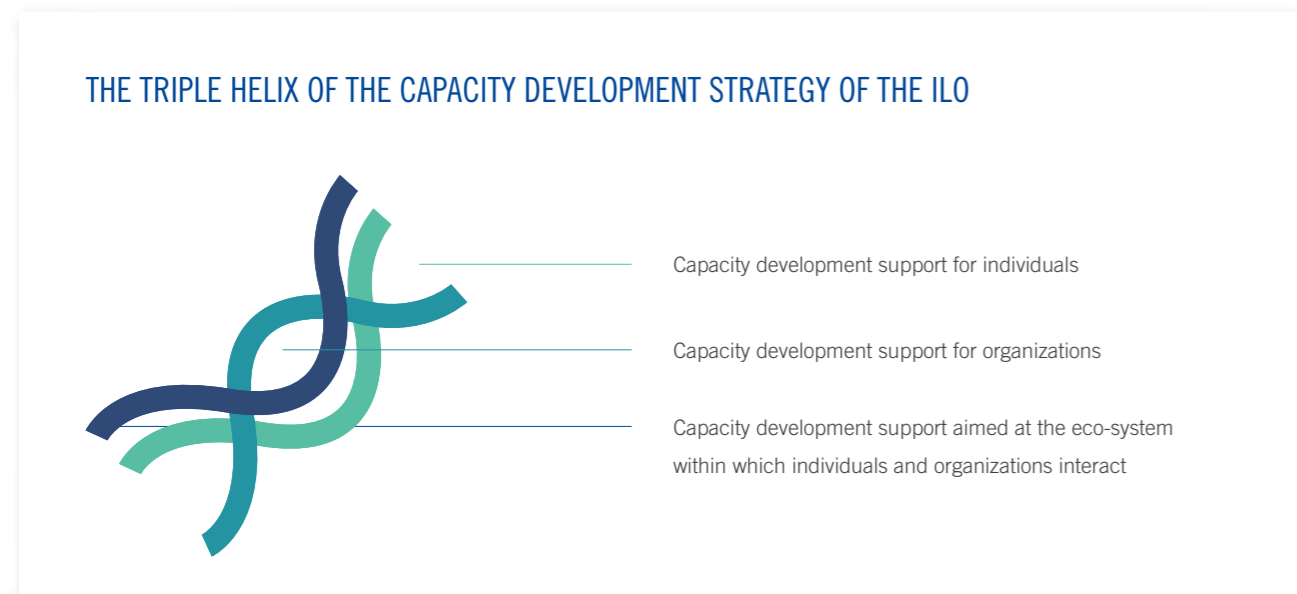 THE TRIPLE HELIX OF THE CAPACITY DEVELOPMENT STRATEGY OF THE ILO
Capacity development support for individuals
Capacity development support for organizations
Capacity development support aimed at the eco-system
within which individuals and organizations interact